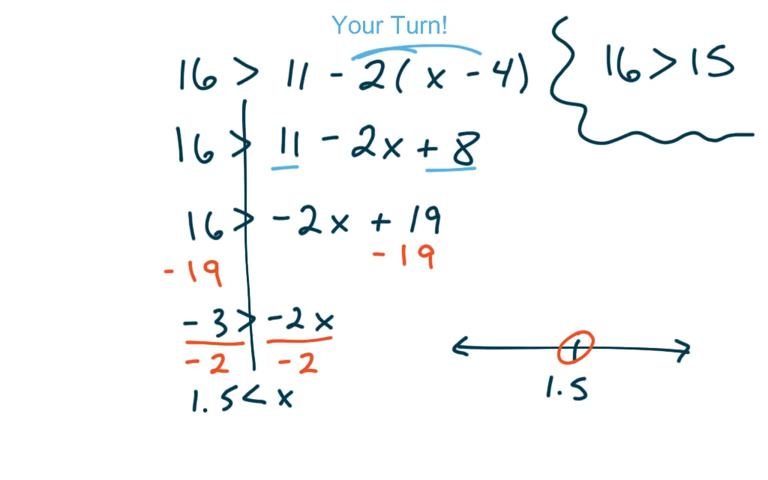 Your Turn!
16 > 11 - 2(x - 4)
16 > 15
16 > 11 - 2x + 8
16 > -2x + 19
-19 -19
-3 > -2x
-2 -2
1.5 < x
1.5